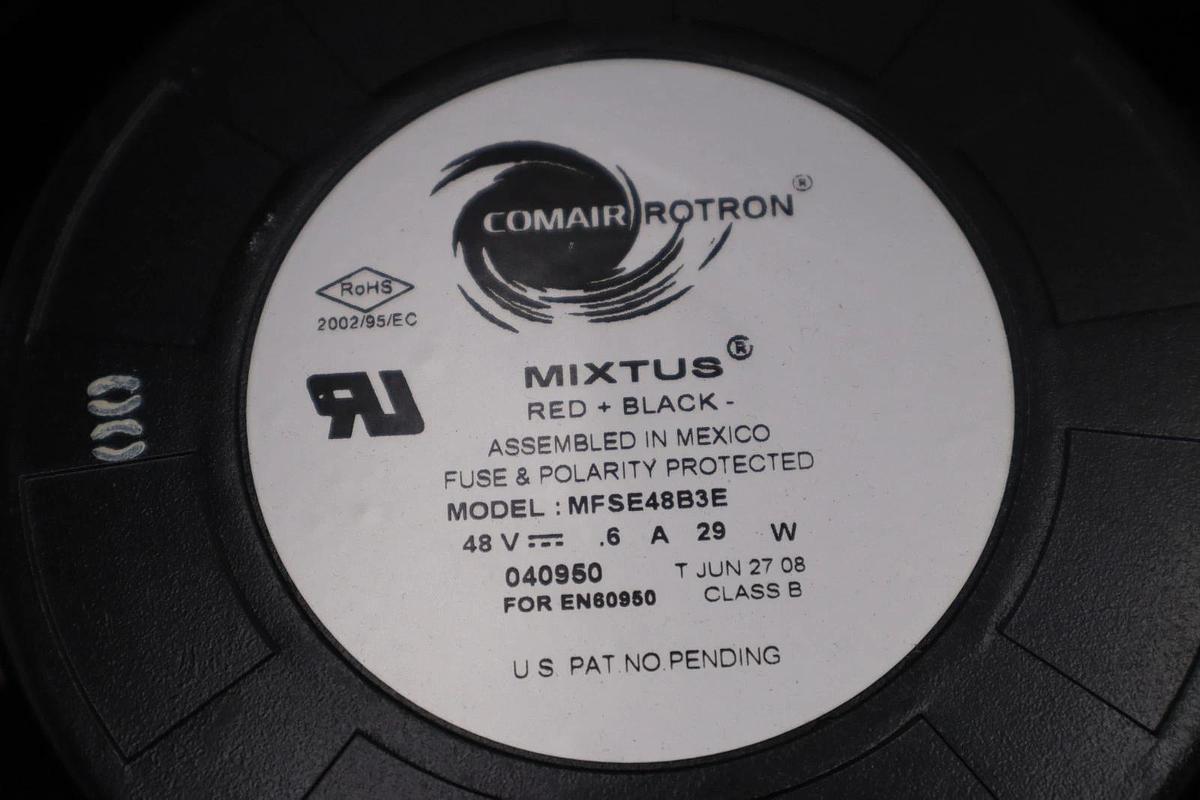 COMAIR ROTRON ®
RoHS
2002/95/EC
RU
MIXTUS ®
RED + BLACK -
ASSEMBLED IN MEXICO
FUSE & POLARITY PROTECTED
MODEL : MFSE48B3E
48 V .6 A 29 W
040950 T JUN 27 08
FOR EN60950 CLASS B
U S. PAT.NO.PENDING